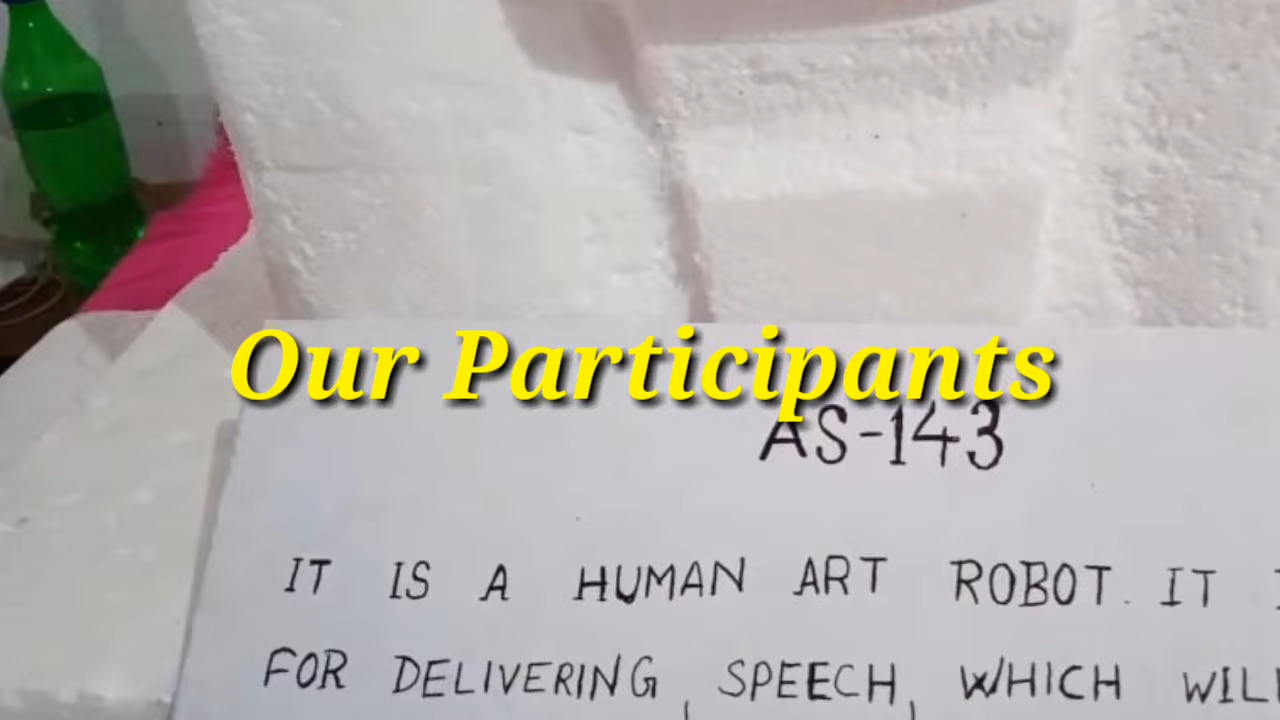 Our Participants
AS-143
IT IS A HUMAN ART ROBOT. IT
FOR DELIVERING, SPEECH, WHICH